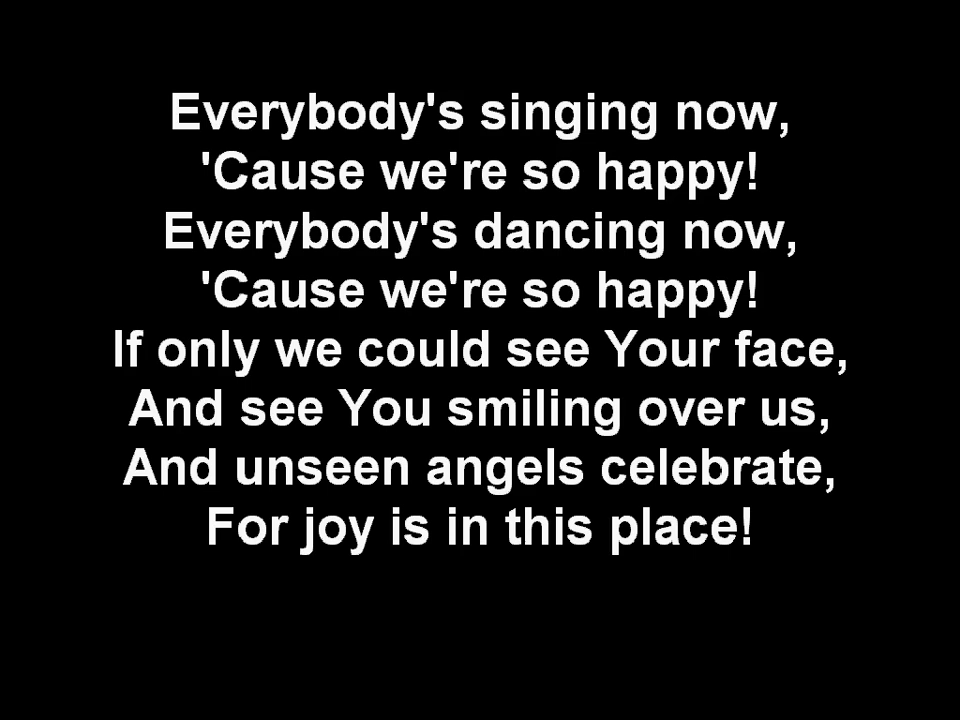 Everybody's singing now,
'Cause we're so happy!
Everybody's dancing now,
'Cause we're so happy!
If only we could see Your face,
And see You smiling over us,
And unseen angels celebrate,
For joy is in this place!